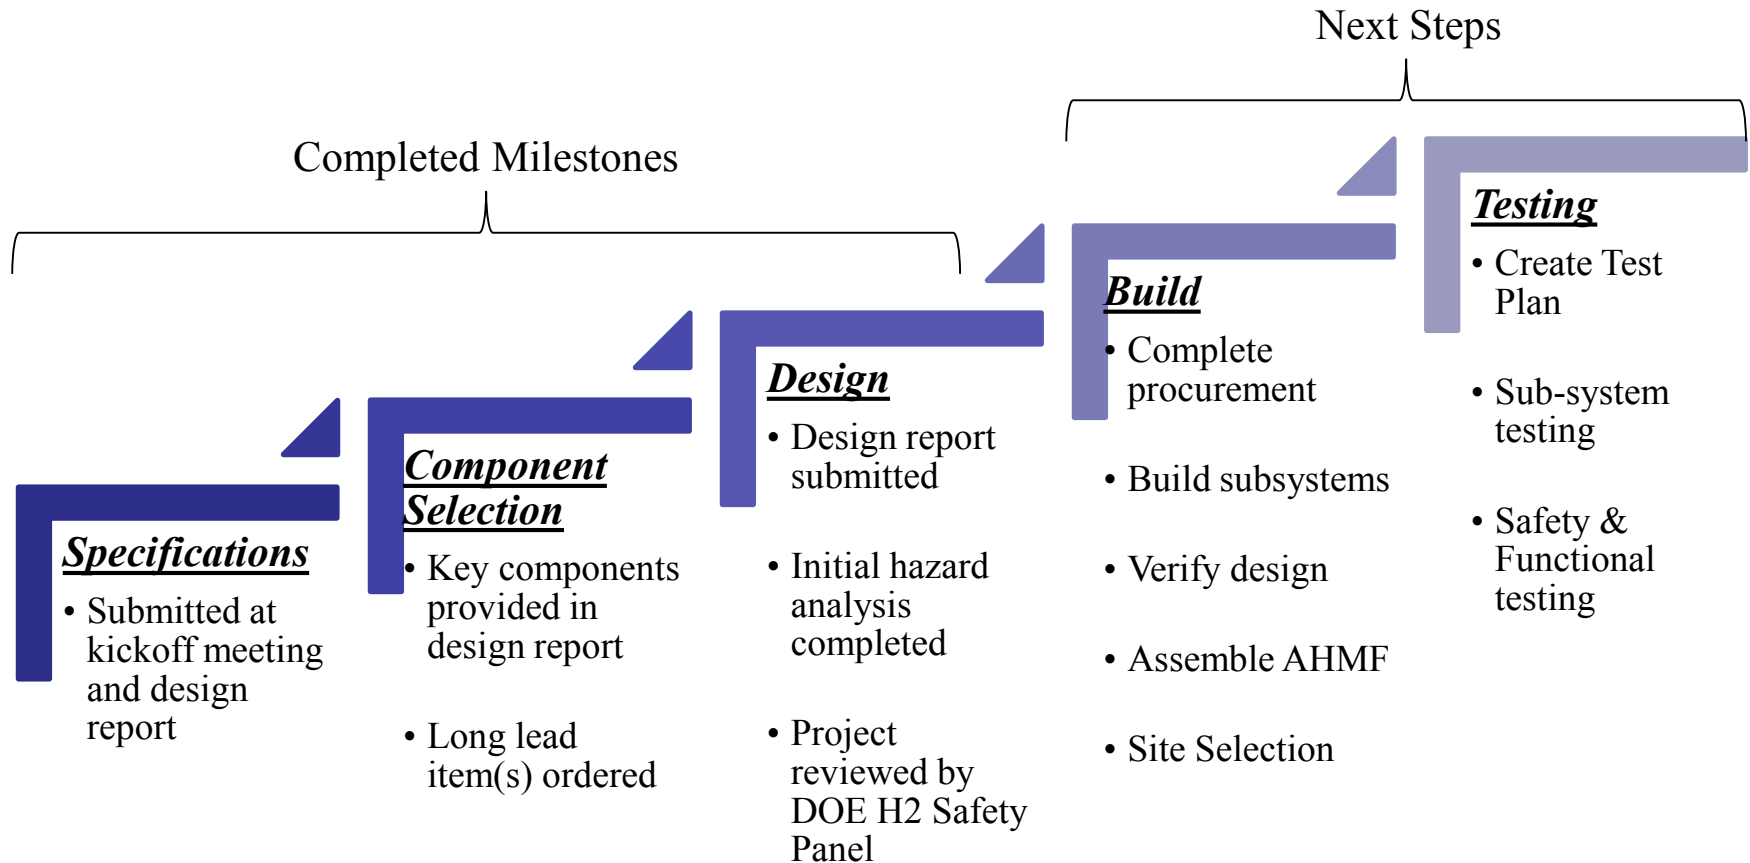 Next Steps
Completed Milestones
Specifications
• Submitted at
kickoff meeting
and design
report
Component
Selection
• Key components
provided in
design report
• Long lead
item(s) ordered
Design
• Design report
submitted
• Initial hazard
analysis
completed
• Project
reviewed by
DOE H2 Safety
Panel
Build
• Complete
procurement
• Build subsystems
• Verify design
• Assemble AHMF
• Site Selection
Testing
• Create Test
Plan
• Sub-system
testing
• Safety &
Functional
testing